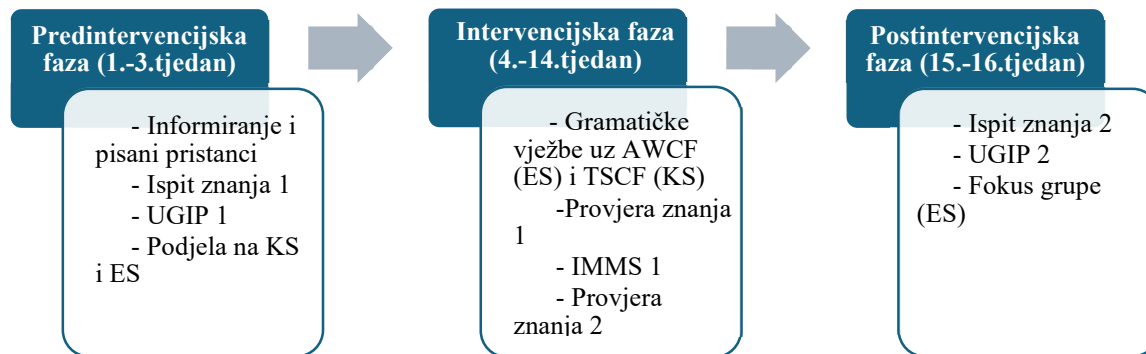 Predintervencijska
faza (1.-3.tjedan)
- Informiranje i
pisani pristanci
- Ispit znanja 1
- UGIP 1
- Podjela na KS
i ES
Intervencijska faza
(4.-14.tjedan)
- Gramatičke
vježbe uz AWCF
(ES) i TSCF (KS)
-Provjera znanja
1
- IMMS 1
- Provjera
znanja 2
Postintervencijska
faza (15.-16.tjedan)
- Ispit znanja 2
- UGIP 2
- Fokus grupe
(ES)